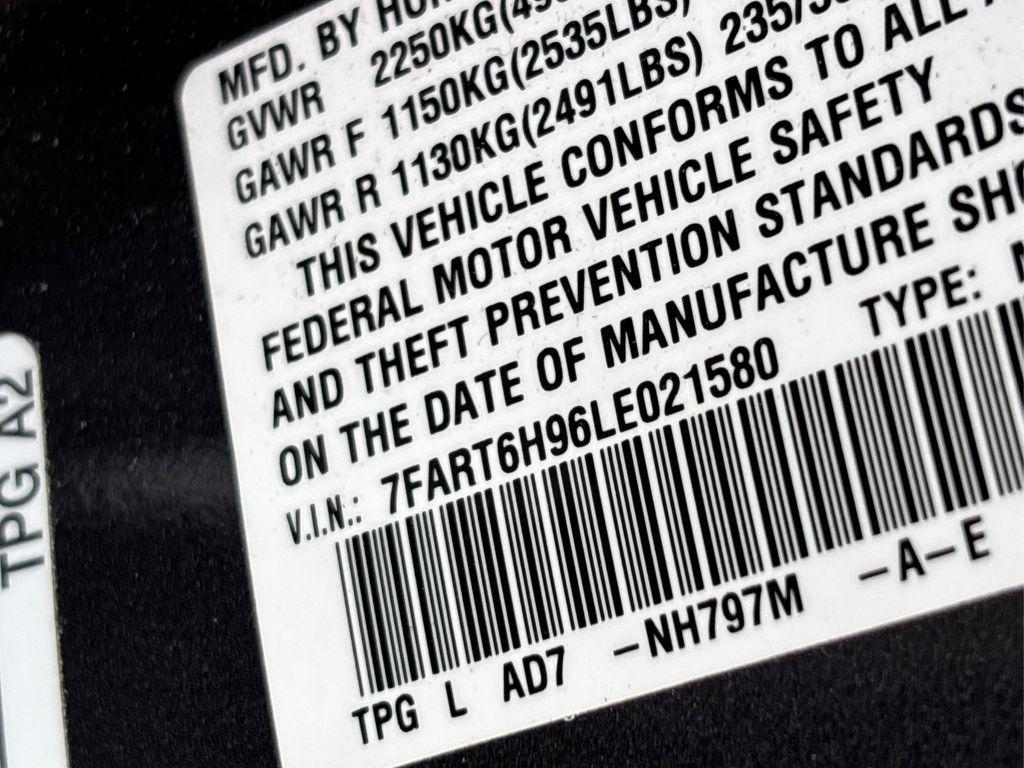 MFD. BY
GVWR 2250KG
GAWR F 1150KG(2535LBS)
GAWR R 1130KG(2491LBS) 235/
THIS VEHICLE CONFORMS TO ALL
FEDERAL MOTOR VEHICLE SAFETY
AND THEFT PREVENTION STANDARDS
ON THE DATE OF MANUFACTURE
V.I.N.: 7FART6H96LE021580 TYPE:
TPG L AD7 -NH797M -A-E
TPG A2